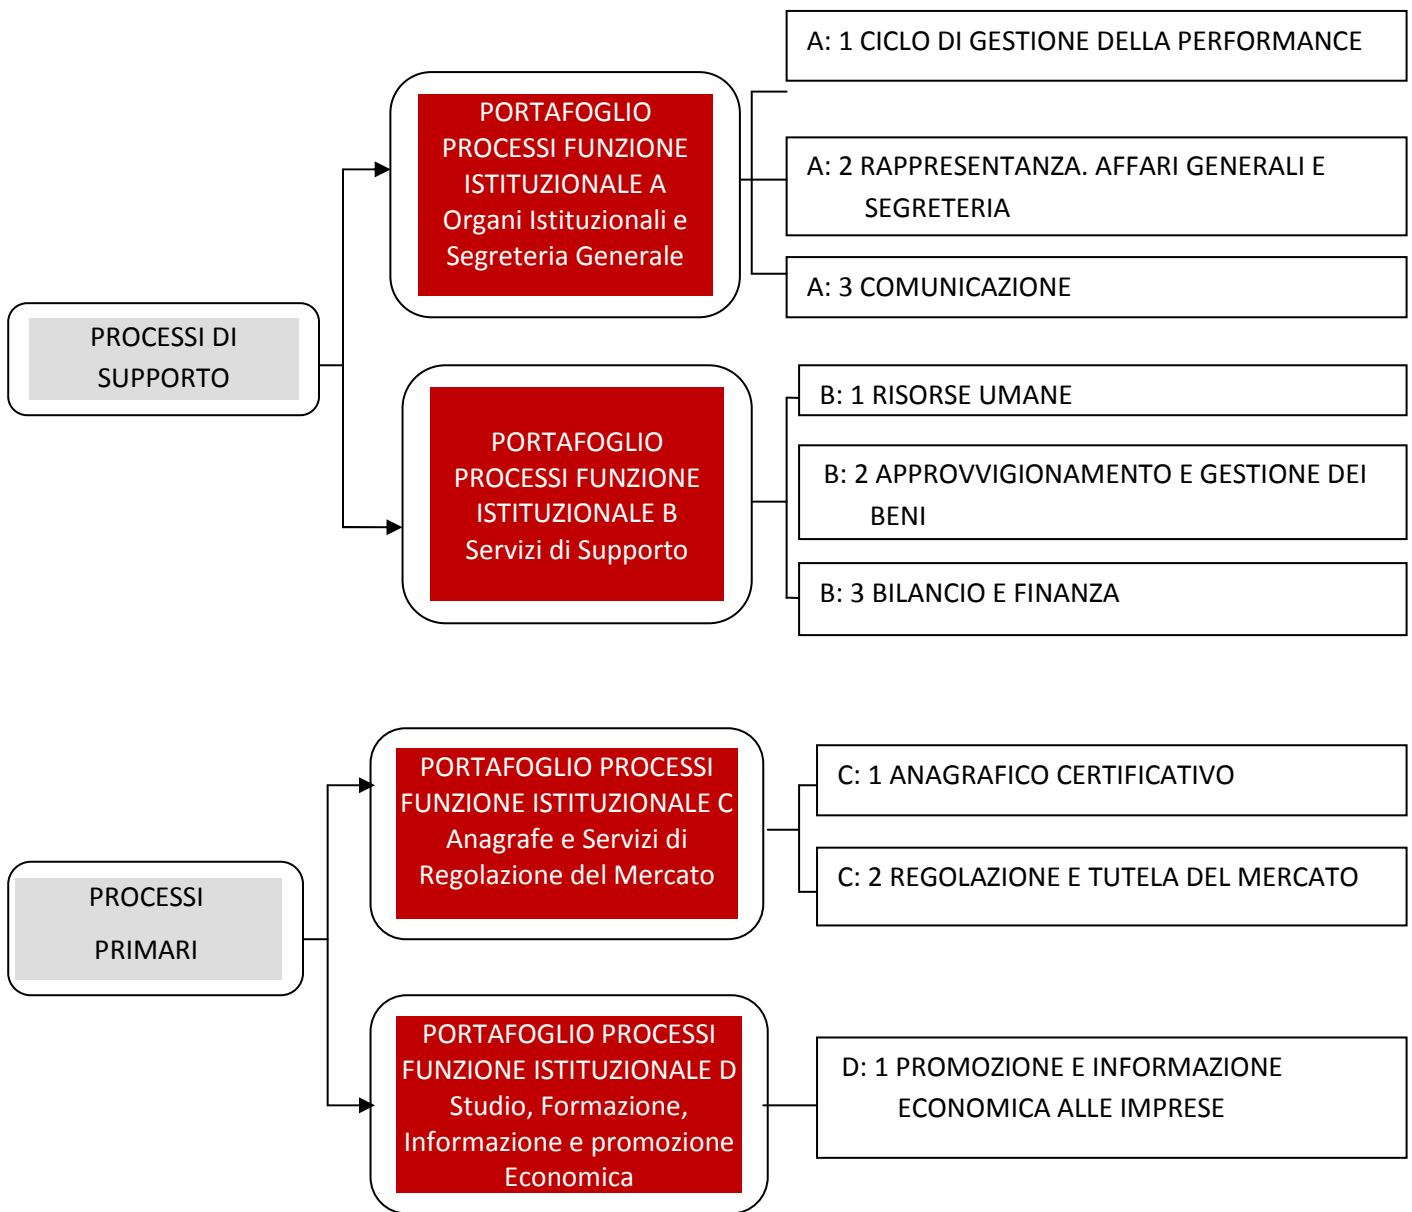 A: 1 CICLO DI GESTIONE DELLA PERFORMANCE
PORTAFOGLIO
PROCESSI FUNZIONE
ISTITUZIONALE A
Organi Istituzionali e
Segreteria Generale
A: 2 RAPPRESENTANZA. AFFARI GENERALI E
SEGRETERIA
A: 3 COMUNICAZIONE
PROCESSI DI
SUPPORTO
B: 1 RISORSE UMANE
PORTAFOGLIO
PROCESSI FUNZIONE
ISTITUZIONALE B
Servizi di Supporto
B: 2 APPROVVIGIONAMENTO E GESTIONE DEI
BENI
B: 3 BILANCIO E FINANZA
PORTAFOGLIO PROCESSI
FUNZIONE ISTITUZIONALE C
Anagrafe e Servizi di
Regolazione del Mercato
C: 1 ANAGRAFICO CERTIFICATIVO
C: 2 REGOLAZIONE E TUTELA DEL MERCATO
PROCESSI
PRIMARI
PORTAFOGLIO PROCESSI
FUNZIONE ISTITUZIONALE D
Studio, Formazione,
Informazione e promozione
Economica
D: 1 PROMOZIONE E INFORMAZIONE
ECONOMICA ALLE IMPRESE